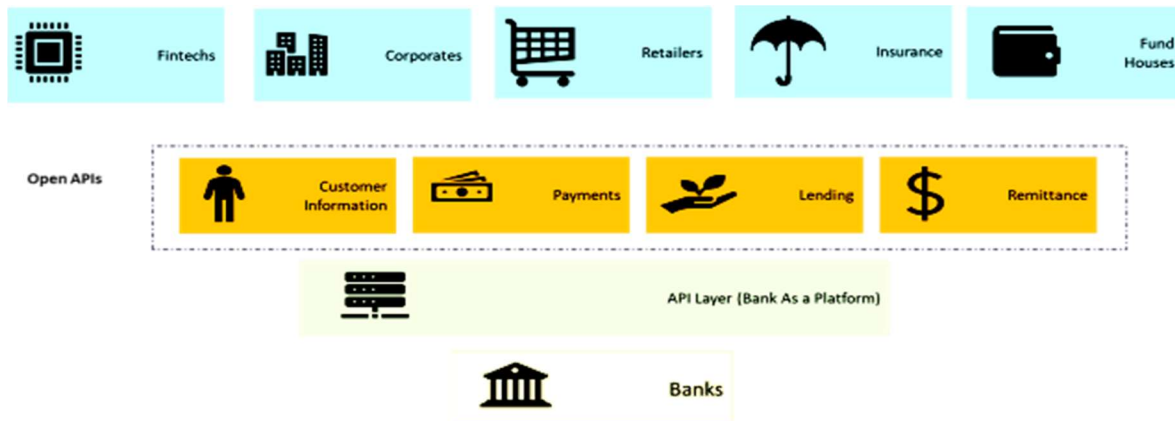 Fintechs
Corporates
Retailers
Insurance
Fund
Houses
Open APIs
Customer
Information
Payments
Lending
Remittance
API Layer (Bank As a Platform)
Banks